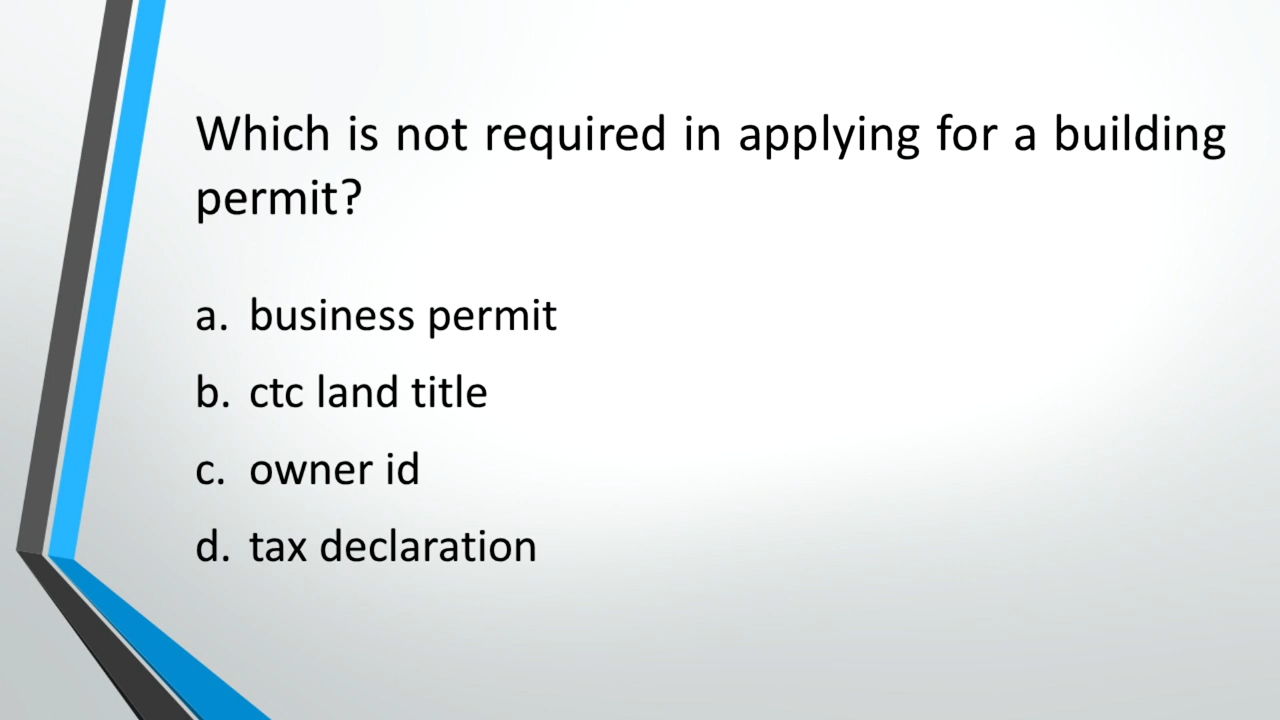 Which is not required in applying for a building
permit?
a. business permit
b. ctc land title
c. owner id
d. tax declaration